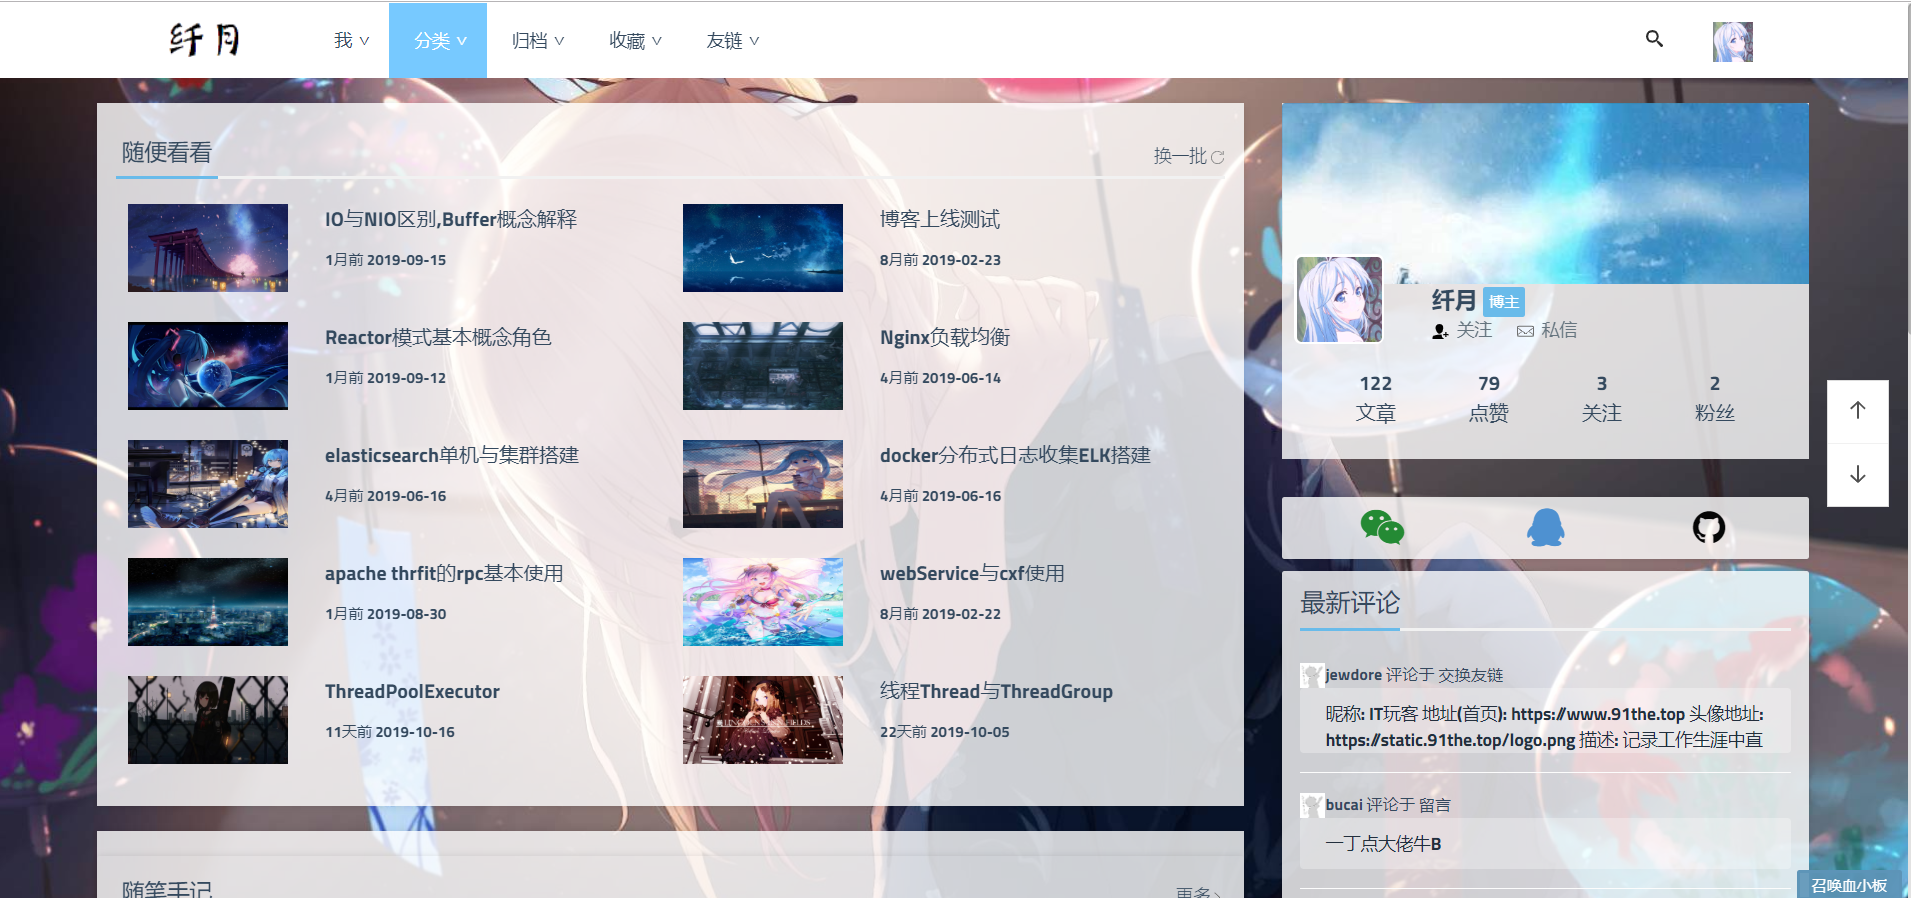 纤月 我 分类 归档 收藏 友链
随便看看 换一批
IO与NIO区别,Buffer概念解释
1月前 2019-09-15
博客上线测试
8月前 2019-02-23
Reactor模式基本概念角色
1月前 2019-09-12
Nginx负载均衡
4月前 2019-06-14
elasticsearch单机与集群搭建
4月前 2019-06-16
docker分布式日志收集ELK搭建
4月前 2019-06-16
apache thrfit的rpc基本使用
1月前 2019-08-30
webService与cxf使用
8月前 2019-02-22
ThreadPoolExecutor
11天前 2019-10-16
线程Thread与ThreadGroup
22天前 2019-10-05
随笔手记 更多
纤月 博主
关注 私信
122 79 3 2
文章 点赞 关注 粉丝
最新评论
jewdore 评论于 交换友链
昵称: IT玩客 地址(首页): https://www.91the.top 头像地址:
https://static.91the.top/logo.png 描述: 记录工作生涯中直
bucai 评论于 留言
一丁点大佬牛B
召唤血小板